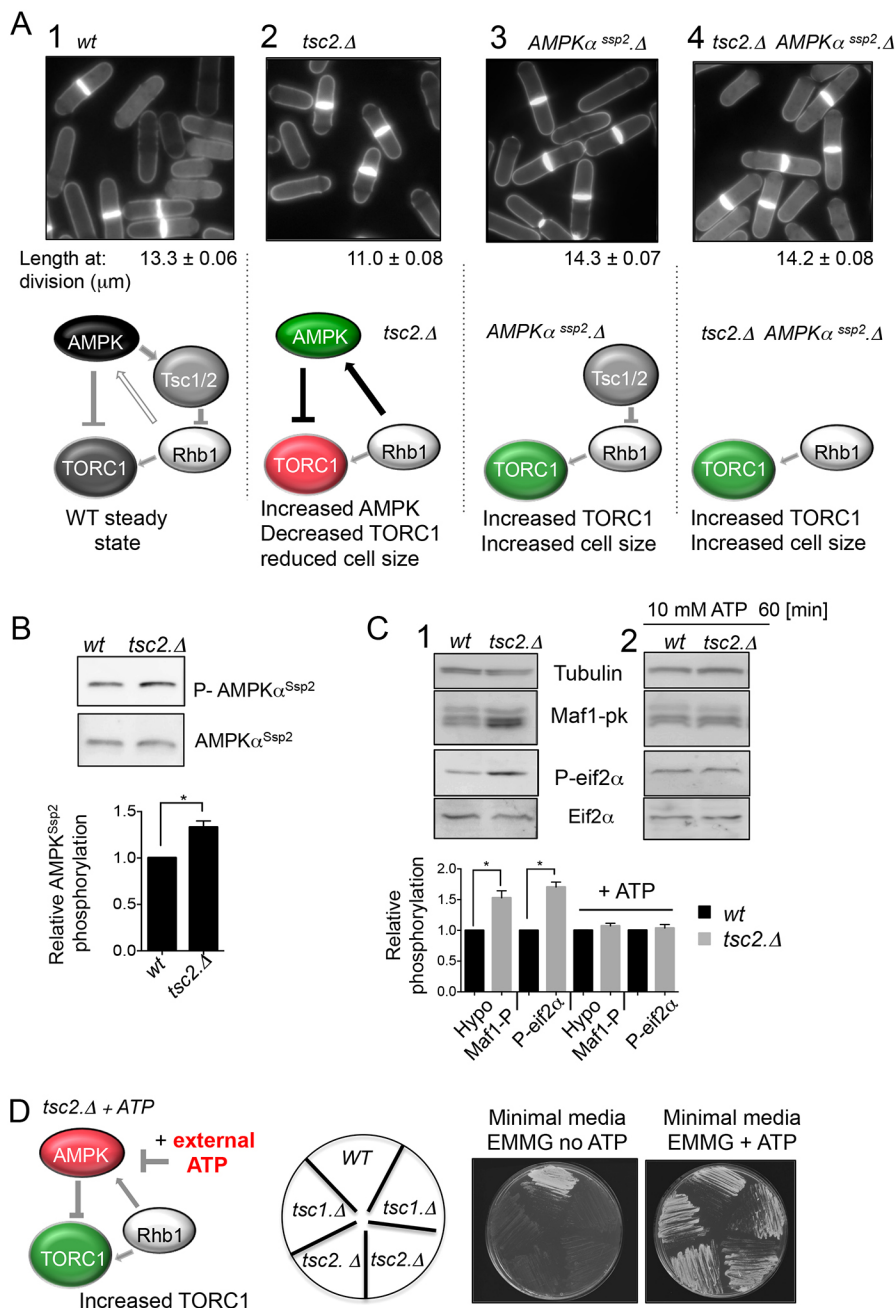 A
1 wt
2 tsc2.Δ
3 AMPKα ssp2.Δ
4 tsc2.Δ AMPKα ssp2.Δ
Length at: division (μm)
13.3 ± 0.06
11.0 ± 0.08
14.3 ± 0.07
14.2 ± 0.08
AMPK
Tsc1/2
TORC1
Rhb1
WT steady
state
tsc2.Δ
AMPK
TORC1
Rhb1
Increased AMPK
Decreased TORC1
reduced cell size
AMPKα ssp2.Δ
Tsc1/2
TORC1
Rhb1
Increased TORC1
Increased cell size
tsc2.Δ AMPKα ssp2.Δ
TORC1
Rhb1
Increased TORC1
Increased cell size
B
wt tsc2.Δ
P- AMPKαSsp2
AMPKαSsp2
Relative AMPKSsp2
phosphorylation
1.5
1.0
0.5
0.0
*
wt
tsc2.Δ
C
1
wt tsc2.Δ
10 mM ATP 60 [min]
2
wt tsc2.Δ
Tubulin
Maf1-pk
P-eif2α
Eif2α
Relative
phosphorylation
2.0
1.5
1.0
0.5
0.0
*
*
+ ATP
wt
tsc2.Δ
Hypo
Maf1-P
P-eif2α
Hypo
Maf1-P
P-eif2α
D
tsc2.Δ + ATP
AMPK
+ external
ATP
TORC1
Rhb1
Increased TORC1
WT
tsc1.Δ
tsc1.Δ
tsc2. Δ
tsc2.Δ
Minimal media
EMMG no ATP
Minimal media
EMMG + ATP